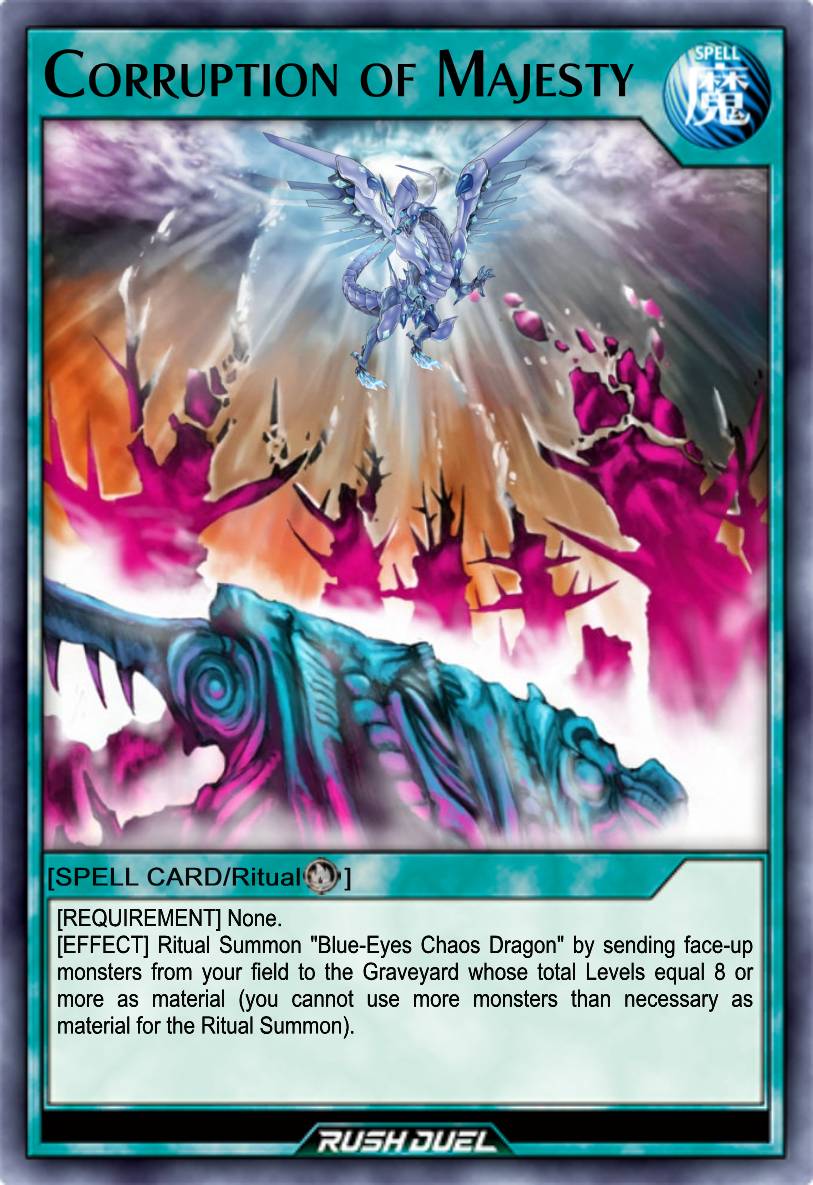 Corruption of Majesty
SPELL
魔
[SPELL CARD/Ritual]
[REQUIREMENT] None.
[EFFECT] Ritual Summon "Blue-Eyes Chaos Dragon" by sending face-up
monsters from your field to the Graveyard whose total Levels equal 8 or
more as material (you cannot use more monsters than necessary as
material for the Ritual Summon).
RUSH DUEL